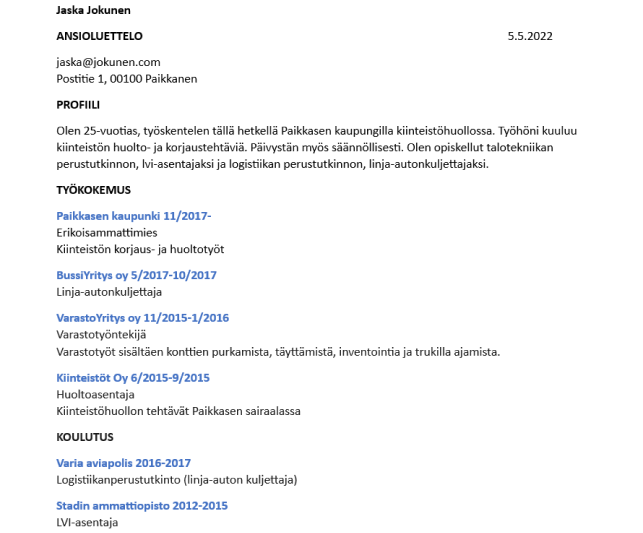 Jaska Jokunen
ANSIOLUETTELO 5.5.2022
jaska@jokunen.com
Postitie 1, 00100 Paikkanen
PROFIILI
Olen 25-vuotias, työskentelen tällä hetkellä Paikkasen kaupungilla kiinteistöhuollossa. Työhöni kuuluu
kiinteistön huolto- ja korjaustehtäviä. Päivystän myös säännöllisesti. Olen opiskellut talotekniikan
perustutkinnon, lvi-asentajaksi ja logistiikan perustutkinnon, linja-autonkuljettajaksi.
TYÖKOKEMUS
Paikkasen kaupunki 11/2017-
Erikoisammattimies
Kiinteistön korjaus- ja huoltotyöt
BussiYritys oy 5/2017-10/2017
Linja-autonkuljettaja
VarastoYritys oy 11/2015-1/2016
Varastotyöntekijä
Varastotyöt sisältäen konttien purkamista, täyttämistä, inventointia ja trukilla ajamista.
Kiinteistöt Oy 6/2015-9/2015
Huoltoasentaja
Kiinteistöhuollon tehtävät Paikkasen sairaalassa
KOULUTUS
Varia aviapolis 2016-2017
Logistiikanperustutkinto (linja-auton kuljettaja)
Stadin ammattiopisto 2012-2015
LVI-asentaja